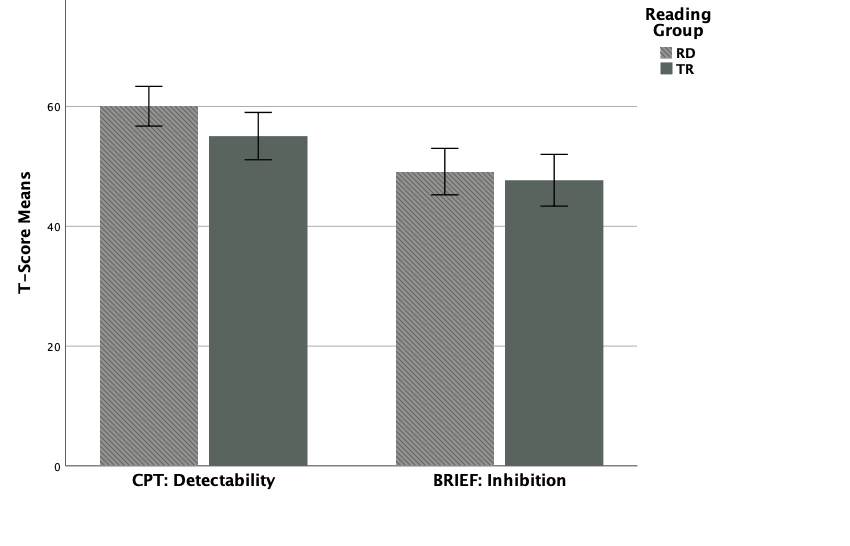 Reading
Group
RD
TR
60
40
20
0
T-Score Means
CPT: Detectability
BRIEF: Inhibition